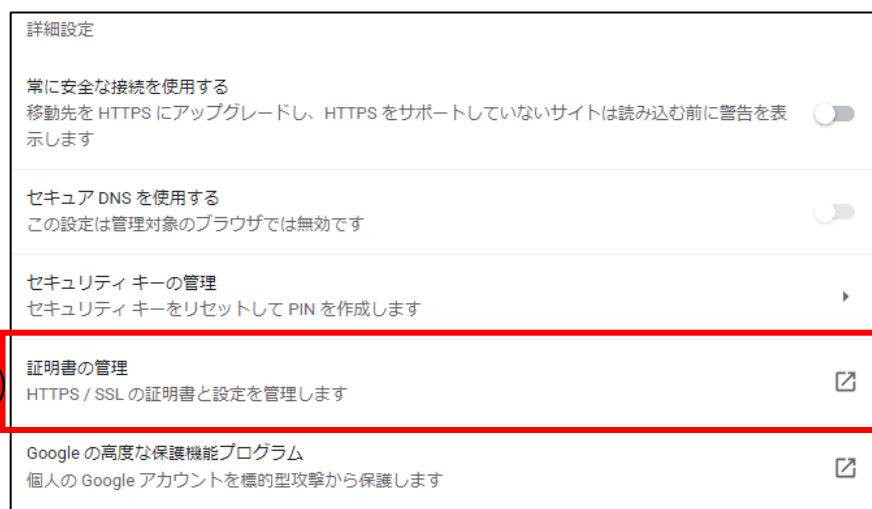 詳細設定
常に安全な接続を使用する
移動先を HTTPS にアップグレードし、HTTPS をサポートしていないサイトは読み込む前に警告を表
示します
セキュア DNS を使用する
この設定は管理対象のブラウザでは無効です
セキュリティ キーの管理
セキュリティ キーをリセットして PIN を作成します
証明書の管理
HTTPS / SSL の証明書と設定を管理します
Google の高度な保護機能プログラム
個人の Google アカウントを標的型攻撃から保護します